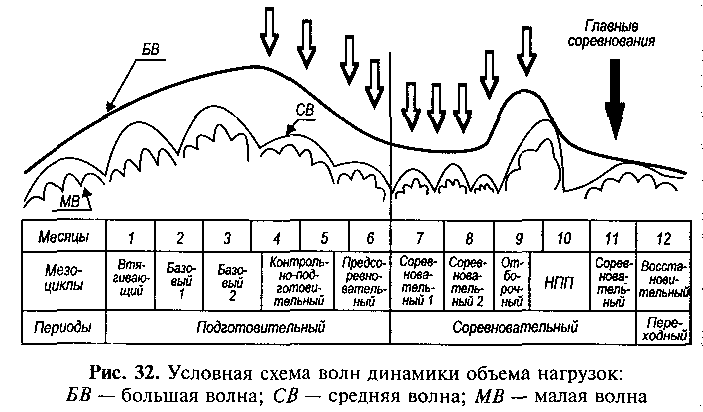 Главные
соревнования
БВ
СВ
МВ
Месяцы 1 2 3 4 5 6 7 8 9 10 11 12
Мезо-
циклы
Втя-
гиваю-
щий
Базо-
вый
1
Базо-
вый
2
Контроль-
но-под-
готови-
тельный
Предсо-
ревно-
ватель-
ный
Сорев-
нова-
тель-
ный 1
Сорев-
нова-
тель-
ный 2
От-
бо-
роч-
ный
НПП
Сорев-
нова-
тель-
ный
Восста-
нови-
тельный
Периоды Подготовительный Соревновательный Пере-
ходный
Рис. 32. Условная схема волн динамики объема нагрузок:
БВ — большая волна; СВ — средняя волна; МВ — малая волна